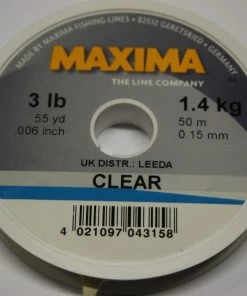 MADE BY MAXIMA FISHING LINES • 82532 GERETSRIED • GERMANY
MAXIMA
THE LINE COMPANY
3 lb 1.4 kg
55 yd 50 m
006 inch 0.15 mm
UK DISTR.: LEEDA
CLEAR
4 021097 043158